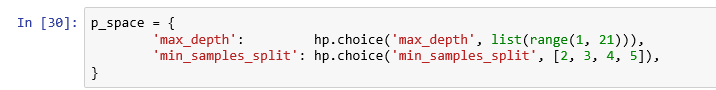 In [30]: p_space = {
'max_depth': hp.choice('max_depth', list(range(1, 21))),
'min_samples_split': hp.choice('min_samples_split', [2, 3, 4, 5]),
}